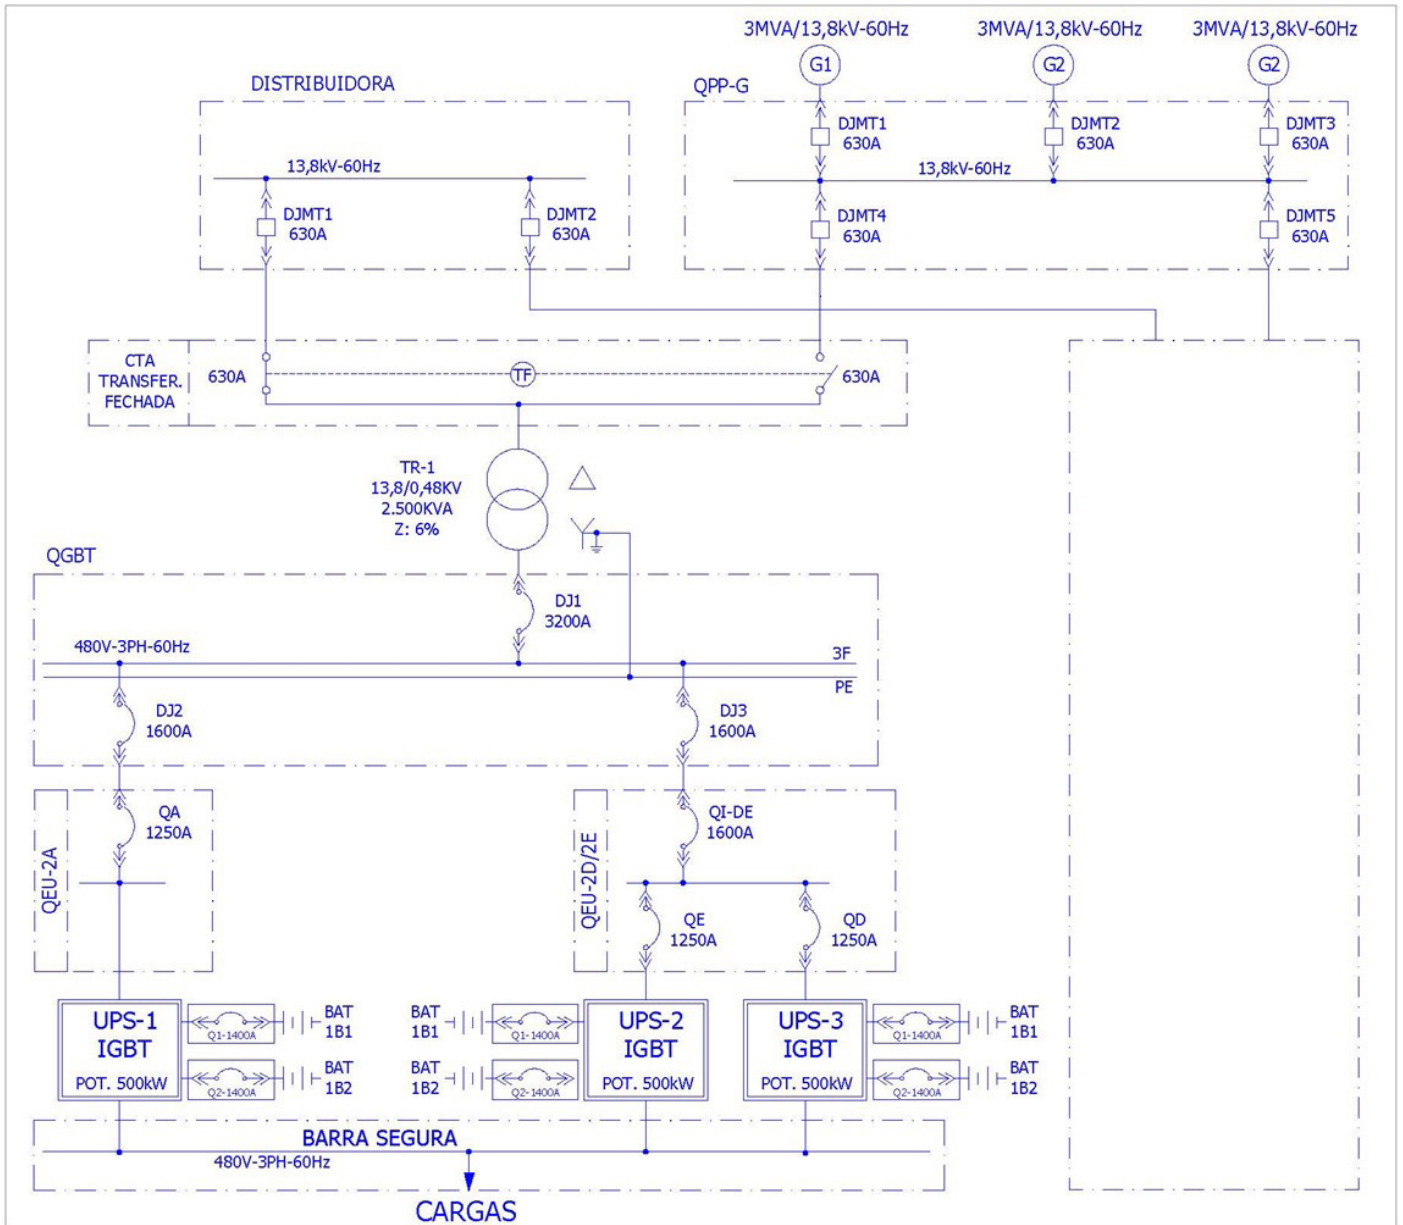 3MVA/13,8kV-60Hz
3MVA/13,8kV-60Hz
3MVA/13,8kV-60Hz
G1
G2
G2
DISTRIBUIDORA
QPP-G
DJMT1
630A
DJMT2
630A
DJMT3
630A
13,8kV-60Hz
13,8kV-60Hz
DJMT1
630A
DJMT2
630A
DJMT4
630A
DJMT5
630A
CTA
TRANSFER.
FECHADA
630A
TF
630A
TR-1
13,8/0,48KV
2.500KVA
Z: 6%
QGBT
DJ1
3200A
480V-3PH-60Hz
3F
PE
DJ2
1600A
DJ3
1600A
QEU-2A
QA
1250A
QEU-2D/2E
QI-DE
1600A
QE
1250A
QD
1250A
UPS-1
IGBT
POT. 500kW
Q1-1400A
BAT
1B1
Q2-1400A
BAT
1B2
BAT
1B1
Q1-1400A
BAT
1B2
Q2-1400A
UPS-2
IGBT
POT. 500kW
UPS-3
IGBT
POT. 500kW
Q1-1400A
BAT
1B1
Q2-1400A
BAT
1B2
BARRA SEGURA
480V-3PH-60Hz
CARGAS